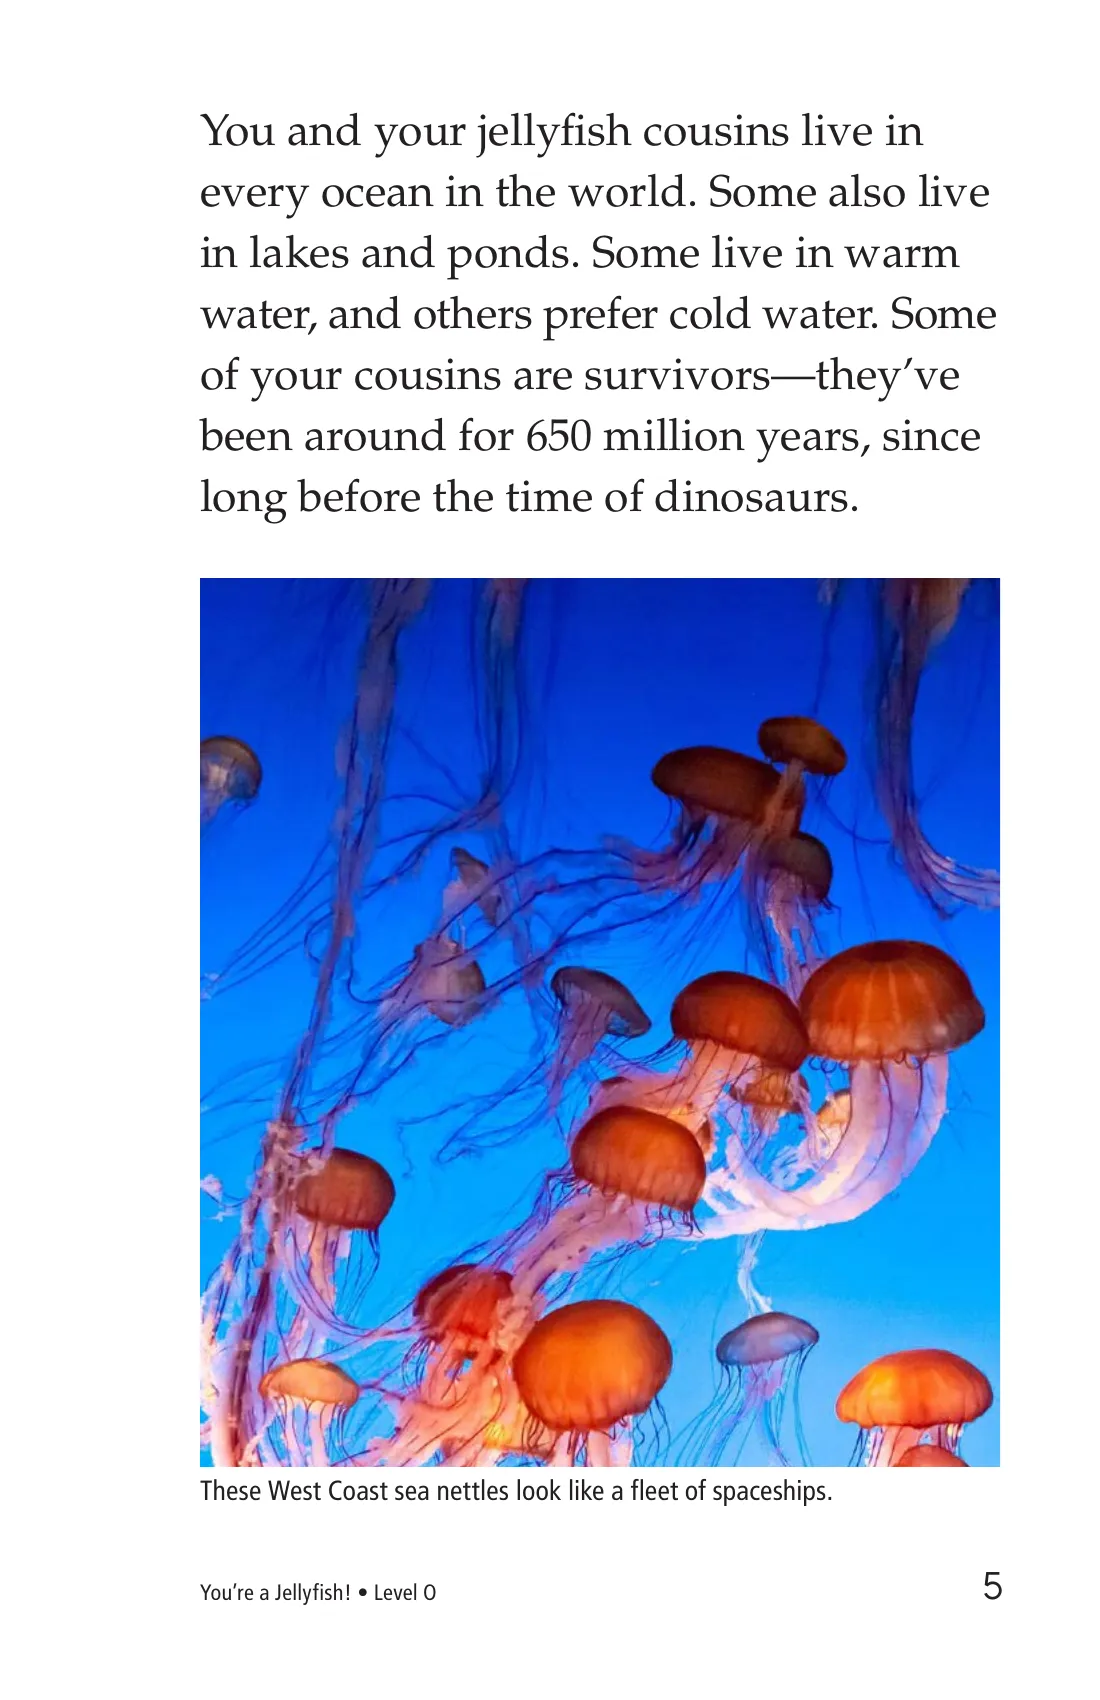 You and your jellyfish cousins live in
every ocean in the world. Some also live
in lakes and ponds. Some live in warm
water, and others prefer cold water. Some
of your cousins are survivors—they’ve
been around for 650 million years, since
long before the time of dinosaurs.
These West Coast sea nettles look like a fleet of spaceships.
You’re a Jellyfish! • Level O
5